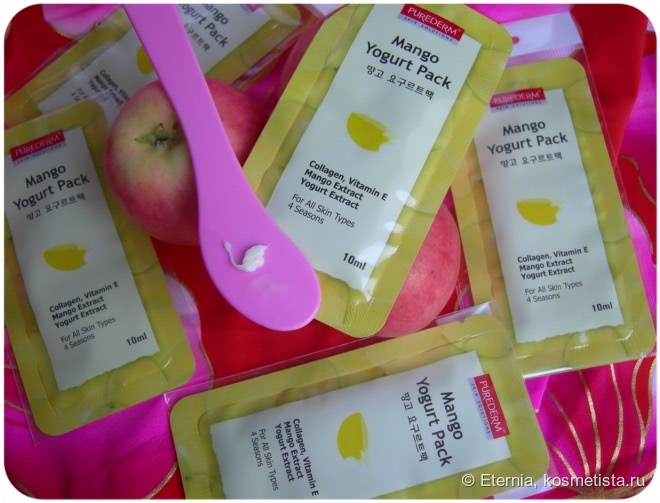 Mango
Yogurt Pack
PUREDERM
Mango
Yogurt Pack
망고 요구르트팩
Collagen, Vitamin E
Mango Extract
Yogurt Extract
For All Skin Types
4 Seasons
10ml
PUREDERM
Mango
Yogurt Pack
망고 요구르트팩
Collagen, Vitamin E
Mango Extract
Yogurt Extract
For All Skin Types
4 Seasons
10ml
PUREDERM
Mango
Yogurt Pack
망고 요구르트팩
Collagen, Vitamin E
Mango Extract
Yogurt Extract
For All Skin Types
4 Seasons
10ml
PUREDERM
Mango
Yogurt Pack
망고 요구르트팩
Collagen, Vitamin E
Mango Extract
Yogurt Extract
For All Skin Types
4 Seasons
© Eternia, kosmetista.ru